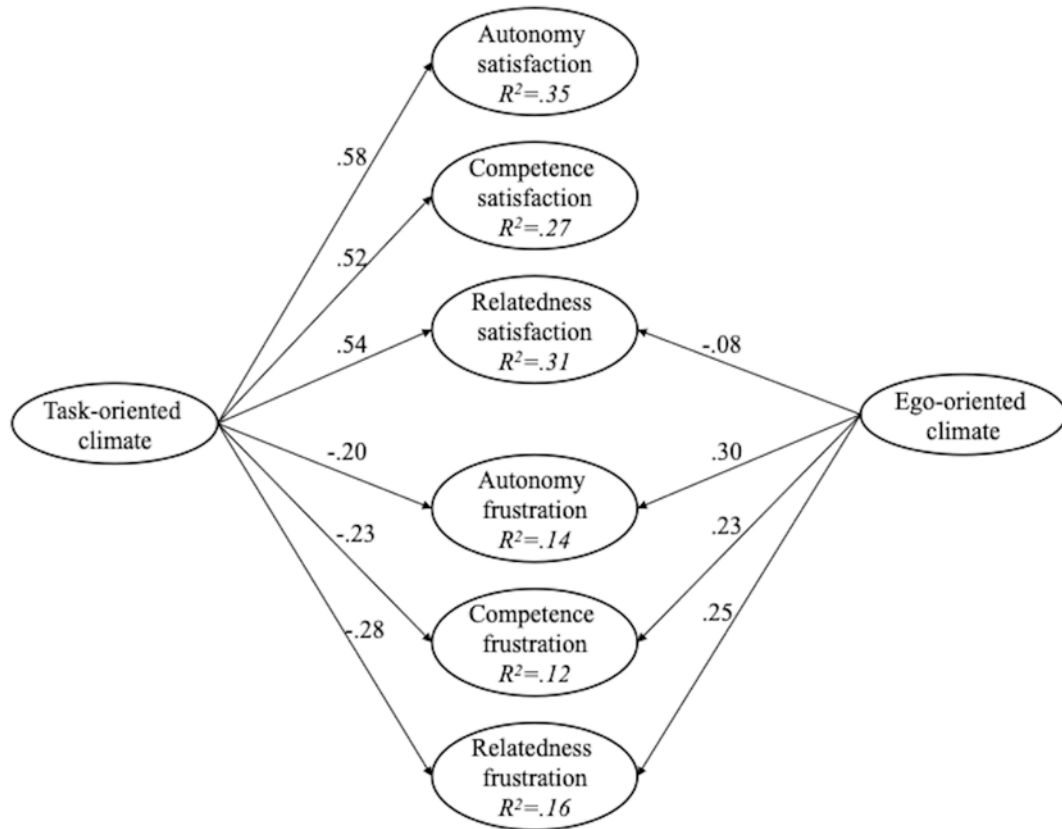 Autonomy
satisfaction
R²=.35
.58
Competence
satisfaction
R²=.27
.52
Relatedness
satisfaction
R²=.31
.54
-.08
Task-oriented
climate
Ego-oriented
climate
-.20
.30
Autonomy
frustration
R²=.14
-.23
.23
Competence
frustration
R²=.12
-.28
.25
Relatedness
frustration
R²=.16